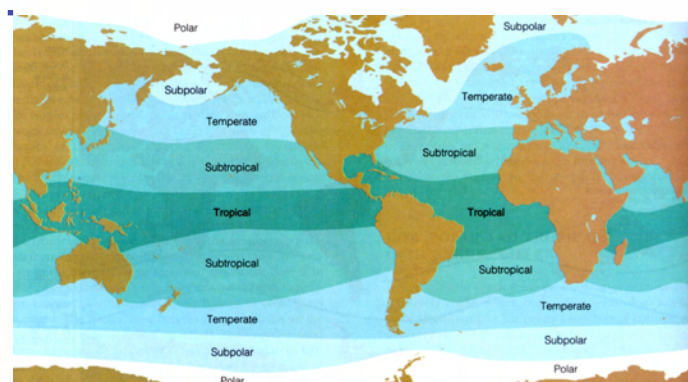 Polar
Subpolar
Subpolar
Temperate
Temperate
Subtropical
Subtropical
Tropical
Tropical
Subtropical
Subtropical
Temperate
Temperate
Subpolar
Subpolar
Polar
Polar